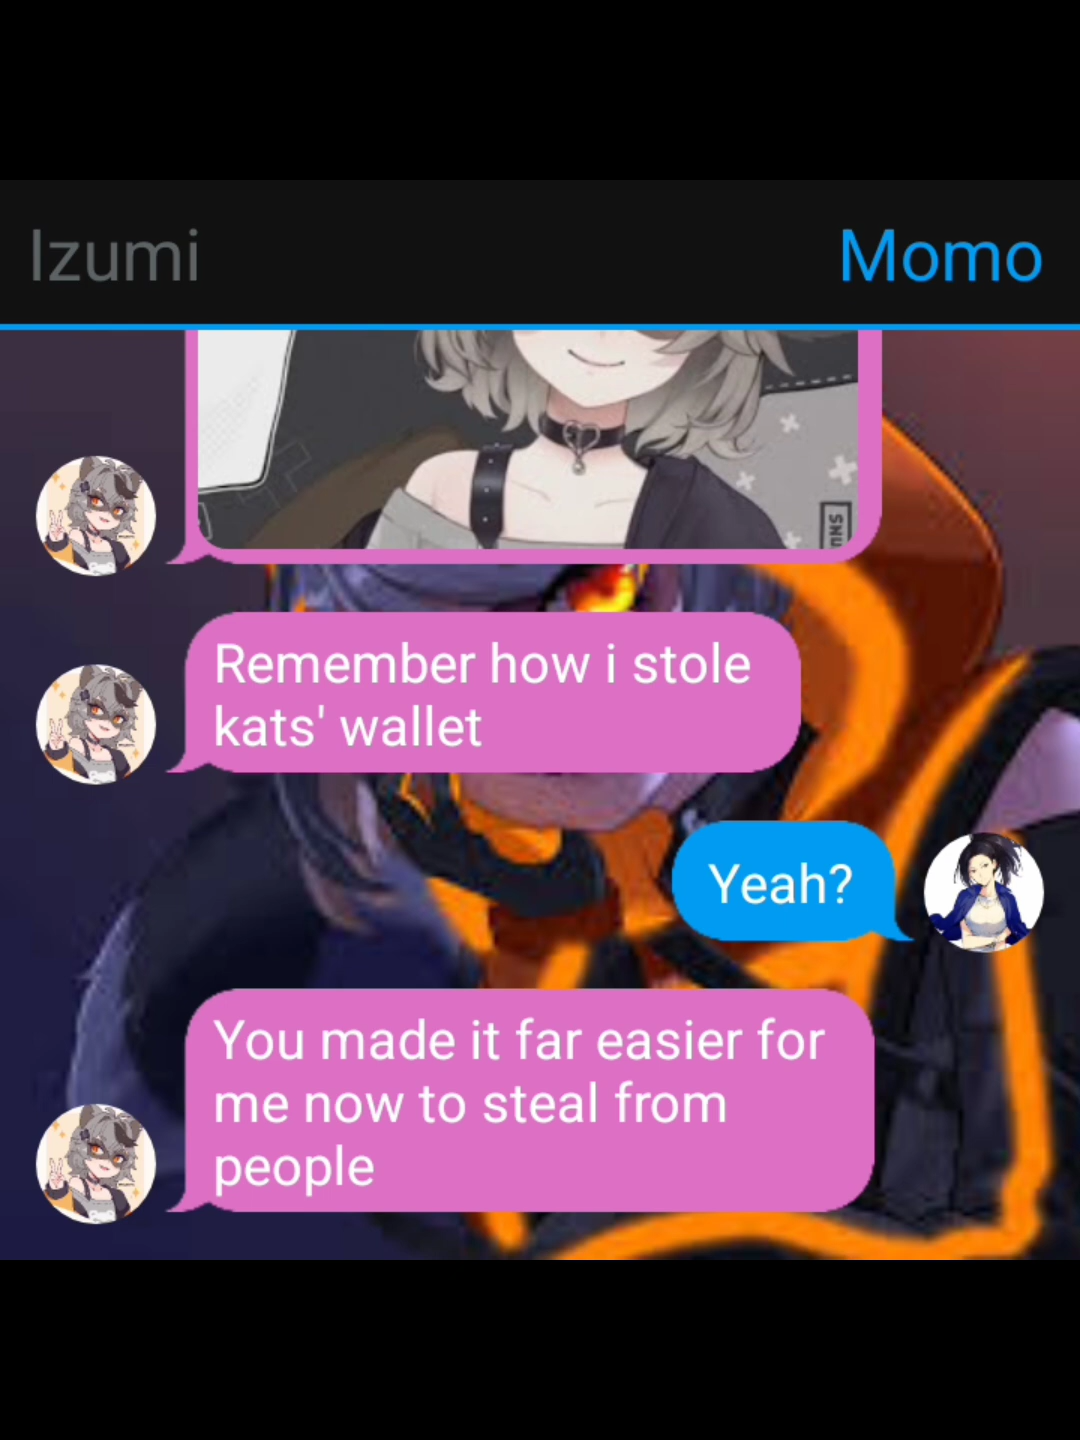 Izumi
Momo
SNU
Remember how i stole
kats' wallet
Yeah?
You made it far easier for
me now to steal from
people